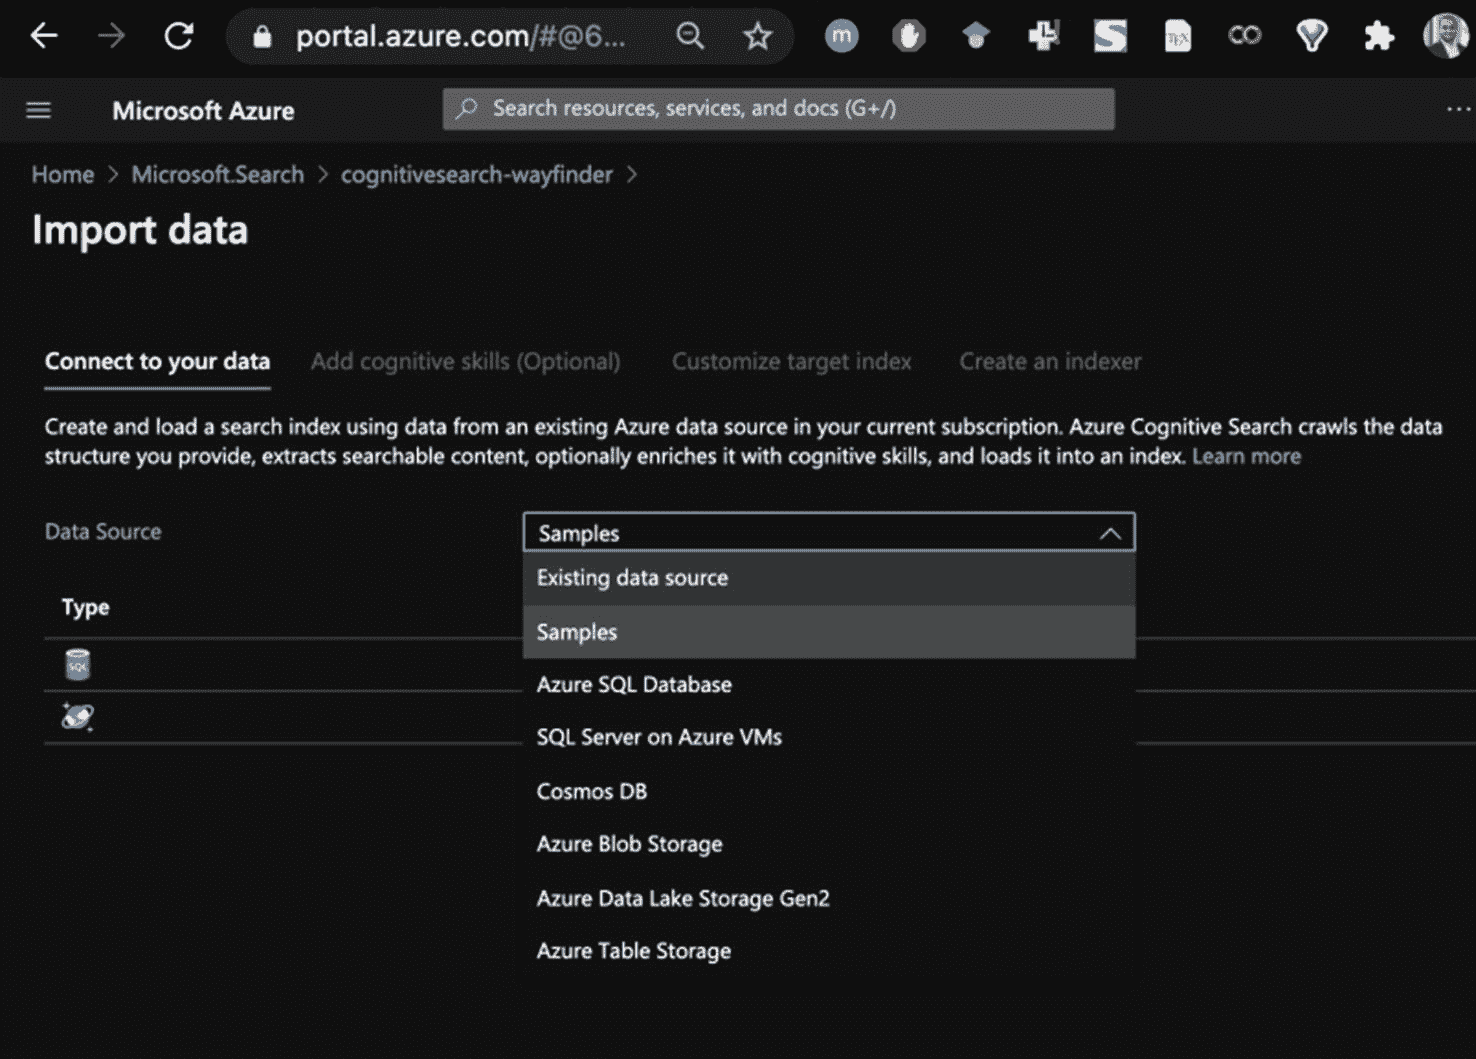 portal.azure.com/#@6...
m
Microsoft Azure
Search resources, services, and docs (G+/)
...
Home > Microsoft.Search > cognitivesearch-wayfinder >
Import data
Connect to your data Add cognitive skills (Optional) Customize target index Create an indexer
Create and load a search index using data from an existing Azure data source in your current subscription. Azure Cognitive Search crawls the data
structure you provide, extracts searchable content, optionally enriches it with cognitive skills, and loads it into an index. Learn more
Data Source
Samples
Existing data source
Type
Samples
SQL
Azure SQL Database
SQL Server on Azure VMs
Cosmos DB
Azure Blob Storage
Azure Data Lake Storage Gen2
Azure Table Storage